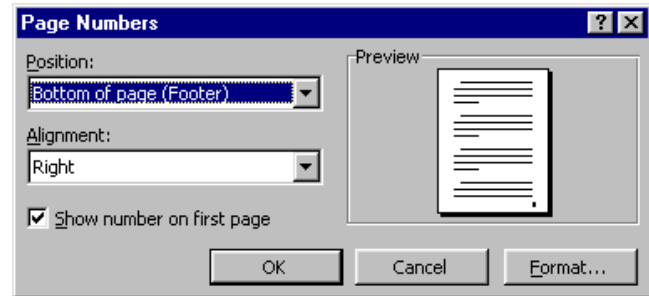 Page Numbers
Position:
Bottom of page (Footer)
Alignment:
Right
Show number on first page
Preview
OK
Cancel
Format...